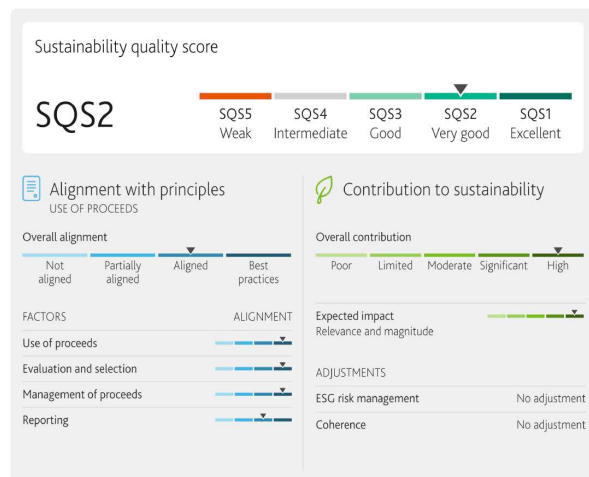 Sustainability quality score
SQS2
SQS5 SQS4 SQS3 SQS2 SQS1
Weak Intermediate Good Very good Excellent
Alignment with principles
USE OF PROCEEDS
Overall alignment
Not aligned Partially aligned Aligned Best practices
FACTORS ALIGNMENT
Use of proceeds
Evaluation and selection
Management of proceeds
Reporting
Contribution to sustainability
Overall contribution
Poor Limited Moderate Significant High
Expected impact
Relevance and magnitude
ADJUSTMENTS
ESG risk management No adjustment
Coherence No adjustment